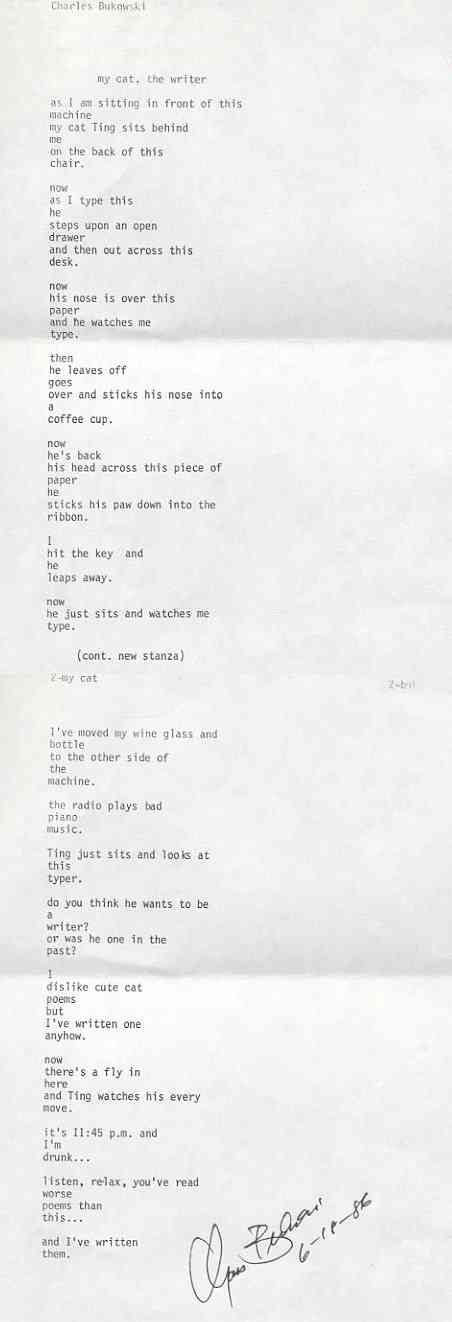 Charles Bukowski
my cat, the writer
as I am sitting in front of this
machine
my cat Ting sits behind
me
on the back of this
chair.
now
as I type this
he
steps upon an open
drawer
and then out across this
desk.
now
his nose is over this
paper
and he watches me
type.
then
he leaves off
goes
over and sticks his nose into
a
coffee cup.
now
he's back
his head across this piece of
paper
he
sticks his paw down into the
ribbon.
I
hit the key  and
he
leaps away.
now
he just sits and watches me
type.
(cont. new stanza)
2-my cat
I've moved my wine glass and
bottle
to the other side of
the
machine.
the radio plays bad
piano
music.
Ting just sits and looks at
this
typer.
do you think he wants to be
a
writer?
or was he one in the
past?
I
dislike cute cat
poems
but
I've written one
anyhow.
now
there's a fly in
here
and Ting watches his every
move.
it's 11:45 p.m. and
I'm
drunk...
listen, relax, you've read
worse
poems than
this...
and I've written
them.